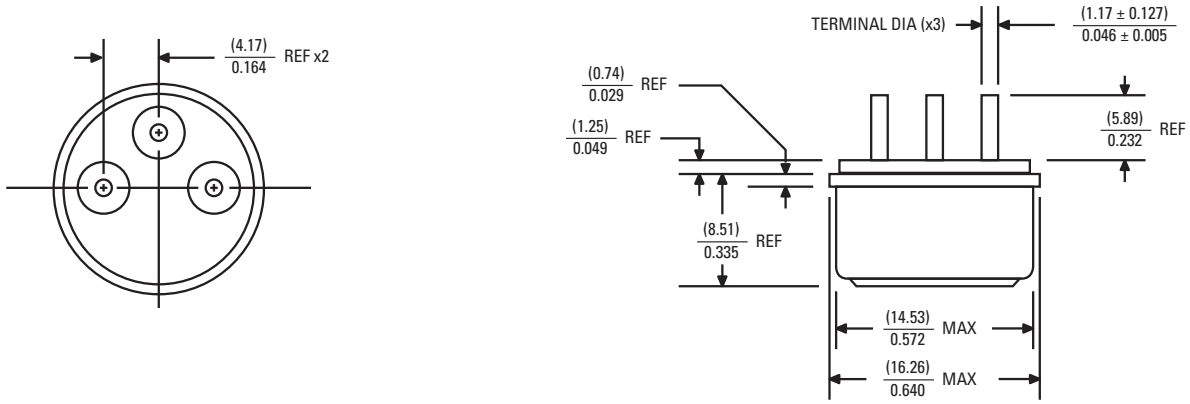 (4.17)
0.164
REF x2
TERMINAL DIA (x3)
(1.17 ± 0.127)
0.046 ± 0.005
(0.74)
0.029
REF
(1.25)
0.049
REF
(5.89)
0.232
REF
(8.51)
0.335
REF
(14.53)
0.572
MAX
(16.26)
0.640
MAX